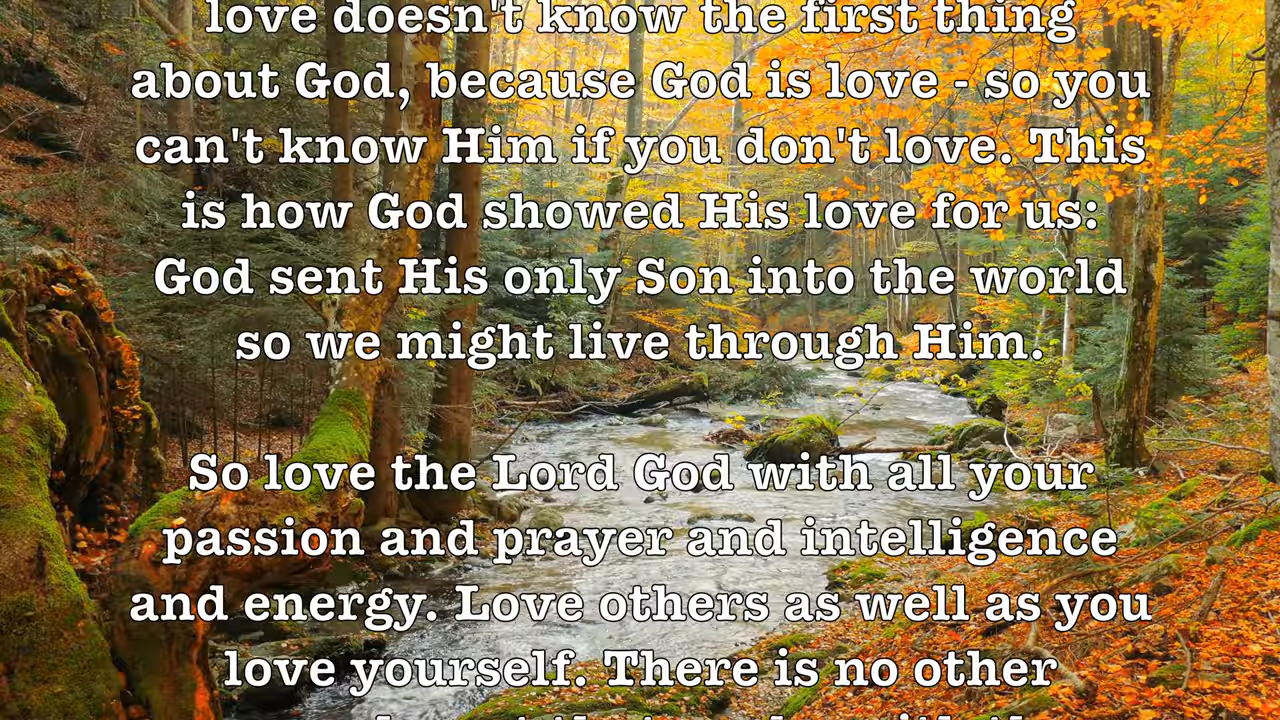 love doesn't know the first thing
about God, because God is love - so you
can't know Him if you don't love. This
is how God showed His love for us:
God sent His only Son into the world
so we might live through Him.
So love the Lord God with all your
passion and prayer and intelligence
and energy. Love others as well as you
love yourself. There is no other